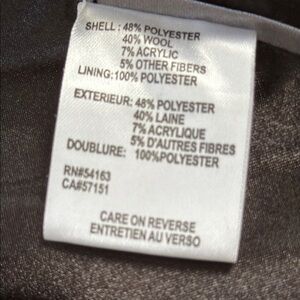 SHELL : 48% POLYESTER
40% WOOL
7% ACRYLIC
5% OTHER FIBERS
LINING:100% POLYESTER
EXTERIEUR: 48% POLYESTER
40% LAINE
7% ACRYLIQUE
5% D'AUTRES FIBRES
DOUBLURE: 100%POLYESTER
RN#54163
CA#57151
CARE ON REVERSE
ENTRETIEN AU VERSO